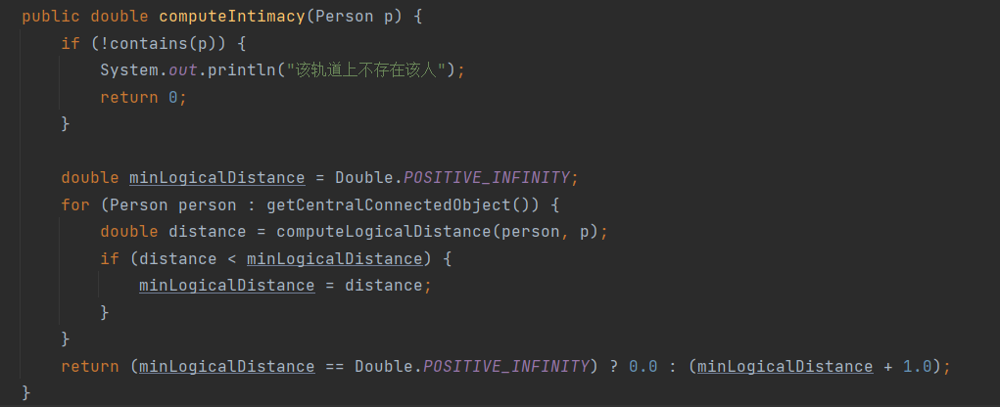 public double computeIntimacy(Person p) {
    if (!contains(p)) {
        System.out.println("该轨道上不存在该人");
        return 0;
    }

    double minLogicalDistance = Double.POSITIVE_INFINITY;
    for (Person person : getCentralConnectedObject()) {
        double distance = computeLogicalDistance(person, p);
        if (distance < minLogicalDistance) {
            minLogicalDistance = distance;
        }
    }
    return (minLogicalDistance == Double.POSITIVE_INFINITY) ? 0.0 : (minLogicalDistance + 1.0);
}